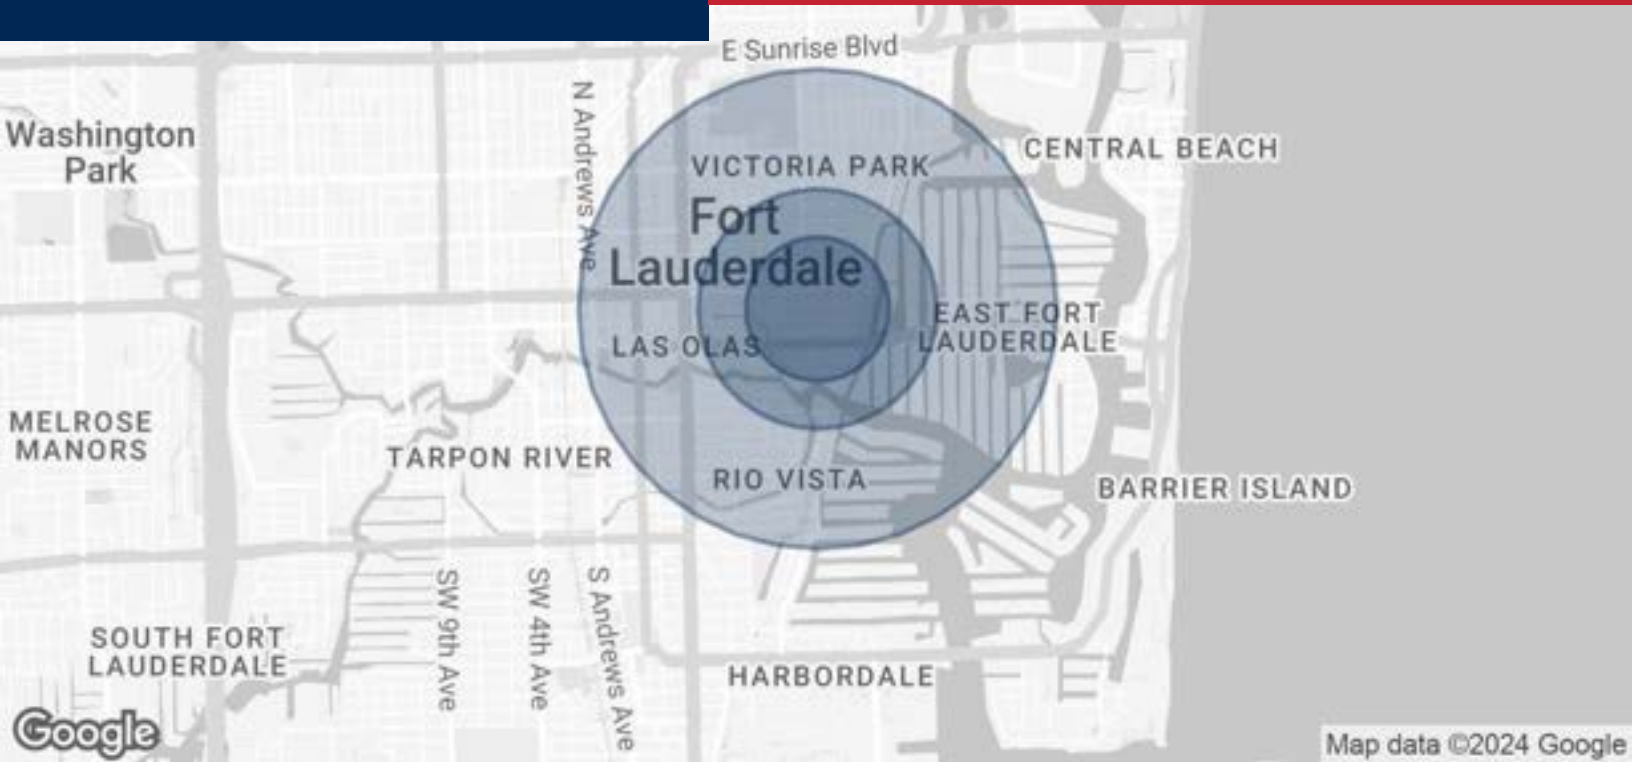 E Sunrise Blvd
N Andrews Ave
Washington
Park
CENTRAL BEACH
VICTORIA PARK
Fort
Lauderdale
EAST FORT
LAUDERDALE
LAS OLAS
MELROSE
MANORS
TARPON RIVER
RIO VISTA
BARRIER ISLAND
SW 9th Ave
SW 4th Ave
S Andrews Ave
SOUTH FORT
LAUDERDALE
HARBORDALE
Google
Map data ©2024 Google